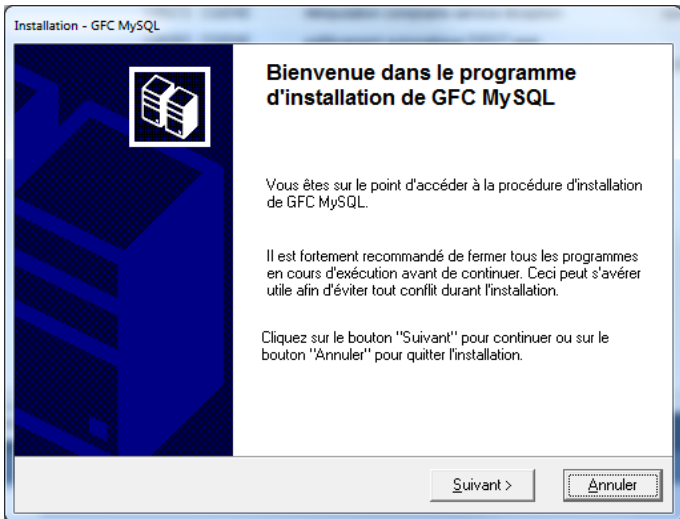 Installation - GFC MySQL
Bienvenue dans le programme
d'installation de GFC MySQL
Vous êtes sur le point d'accéder à la procédure d'installation
de GFC MySQL.
Il est fortement recommandé de fermer tous les programmes
en cours d'exécution avant de continuer. Ceci peut s'avérer
utile afin d'éviter tout conflit durant l'installation.
Cliquez sur le bouton "Suivant" pour continuer ou sur le
bouton "Annuler" pour quitter l'installation.
Suivant >
Annuler